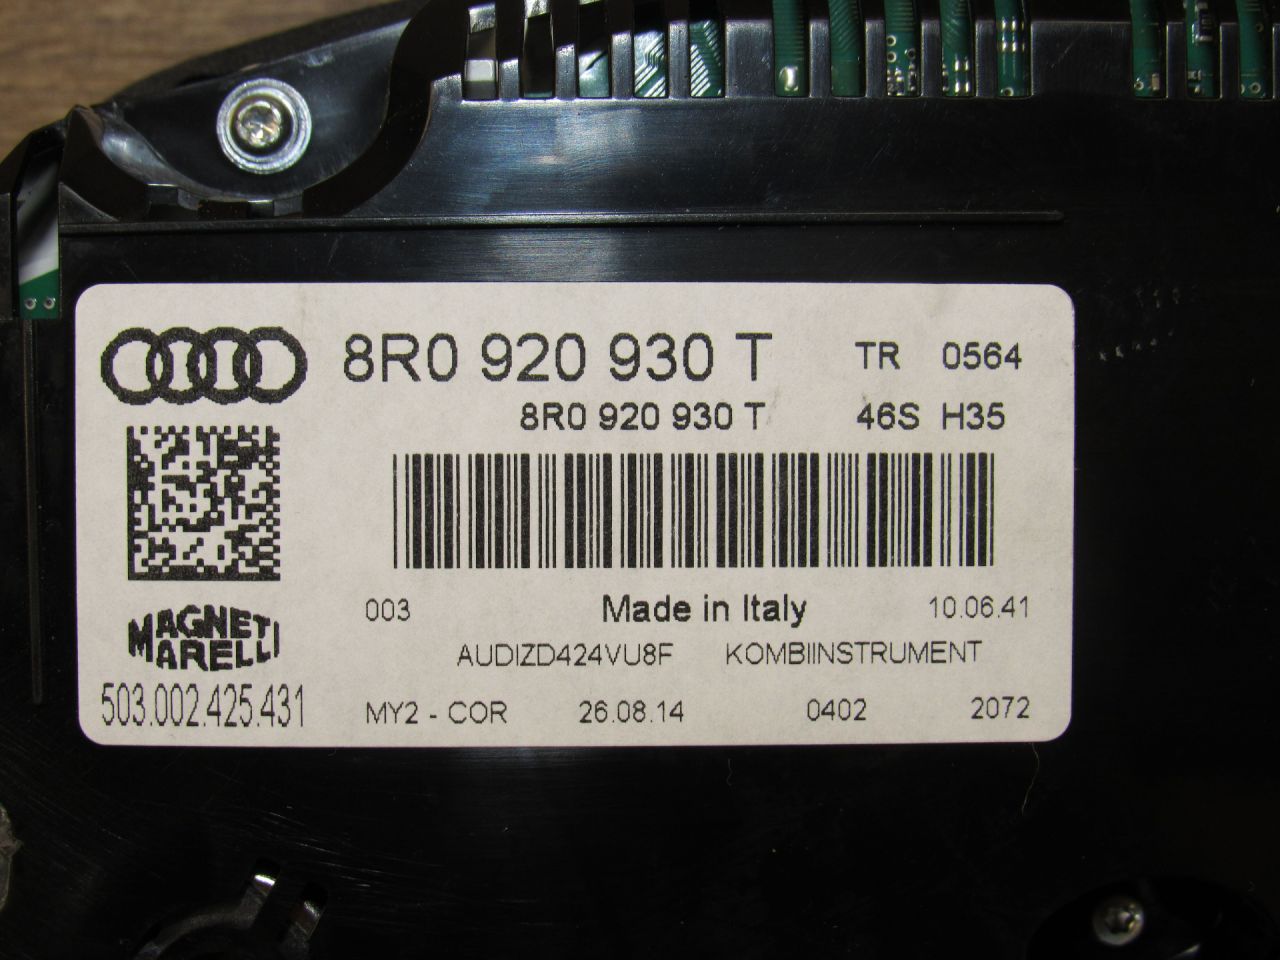 8R0 920 930 T TR 0564
8R0 920 930 T 46S H35
003 Made in Italy 10.06.41
MAGNETI MARELLI
AUDIZD424VU8F KOMBIINSTRUMENT
503.002.425.431 MY2 - COR 26.08.14 0402 2072